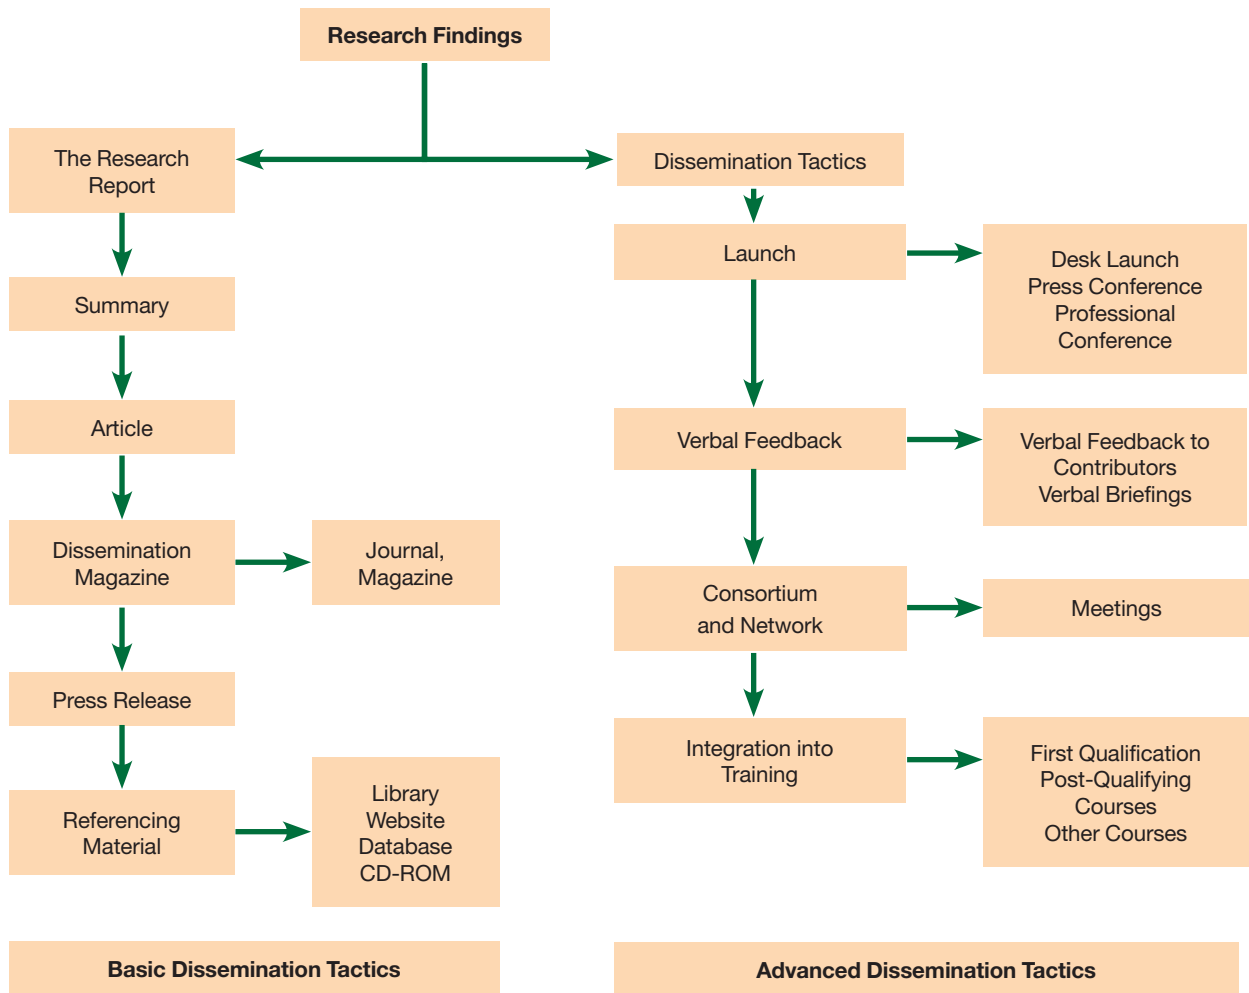 Research Findings
The Research
Report
Summary
Article
Dissemination
Magazine
Journal,
Magazine
Press Release
Referencing
Material
Library
Website
Database
CD-ROM
Basic Dissemination Tactics
Dissemination Tactics
Launch
Desk Launch
Press Conference
Professional
Conference
Verbal Feedback
Verbal Feedback to
Contributors
Verbal Briefings
Consortium
and Network
Meetings
Integration into
Training
First Qualification
Post-Qualifying
Courses
Other Courses
Advanced Dissemination Tactics